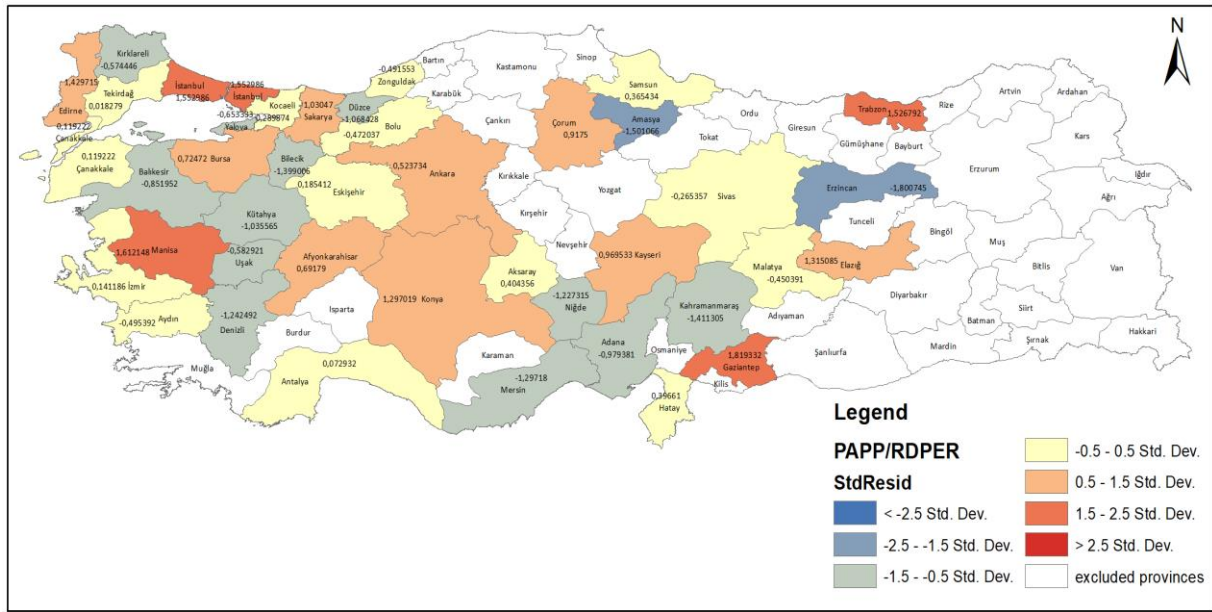 N
Kırklareli
-0,574446
1,429715
Edirne
Tekirdağ
0,018279
İstanbul
1,552986
-1,552986
İstanbul
Kocaeli
-0,289874
-0,653393
Yalova
-1,03047
Sakarya
Düzce
-1,068428
-0,491553
Zonguldak
Bartın
Karabük
Kastamonu
Sinop
Samsun
0,365434
Amasya
-1,501066
Çorum
0,9175
Çankırı
-0,472037
Bolu
Tokat
Ordu
Giresun
Trabzon
1,526792
Rize
Artvin
Ardahan
Kars
Gümüşhane
Bayburt
Erzurum
Iğdır
Ağrı
0,119222
Çanakkale
0,119222
Çanakkale
0,72472
Bursa
Bilecik
-1,399006
0,185412
Eskişehir
0,523734
Ankara
Kırıkkale
Yozgat
-0,265357
Sivas
Erzincan
-1,800745
Tunceli
Bingöl
Muş
Balıkesir
-0,851952
Kütahya
-1,035565
Kırşehir
Nevşehir
0,969533
Kayseri
Malatya
-0,450391
1,315085
Elazığ
Bitlis
Van
1,612148
Manisa
-0,582921
Uşak
Afyonkarahisar
0,69179
Aksaray
0,404356
0,141186
İzmir
-0,495392
Aydın
-1,242492
Denizli
Isparta
Burdur
1,297019
Konya
-1,227315
Niğde
Kahramanmaraş
-1,411305
Adıyaman
Diyarbakır
Batman
Siirt
Şırnak
Hakkari
Mardin
Şanlıurfa
Muğla
0,072932
Antalya
Karaman
-1,29718
Mersin
Adana
-0,979381
Osmaniye
1,819332
Gaziantep
Kilis
0,39661
Hatay
Legend
PAPP/RDPER
StdResid
< -2.5 Std. Dev.
-2.5 - -1.5 Std. Dev.
-1.5 - -0.5 Std. Dev.
-0.5 - 0.5 Std. Dev.
0.5 - 1.5 Std. Dev.
1.5 - 2.5 Std. Dev.
> 2.5 Std. Dev.
excluded provinces